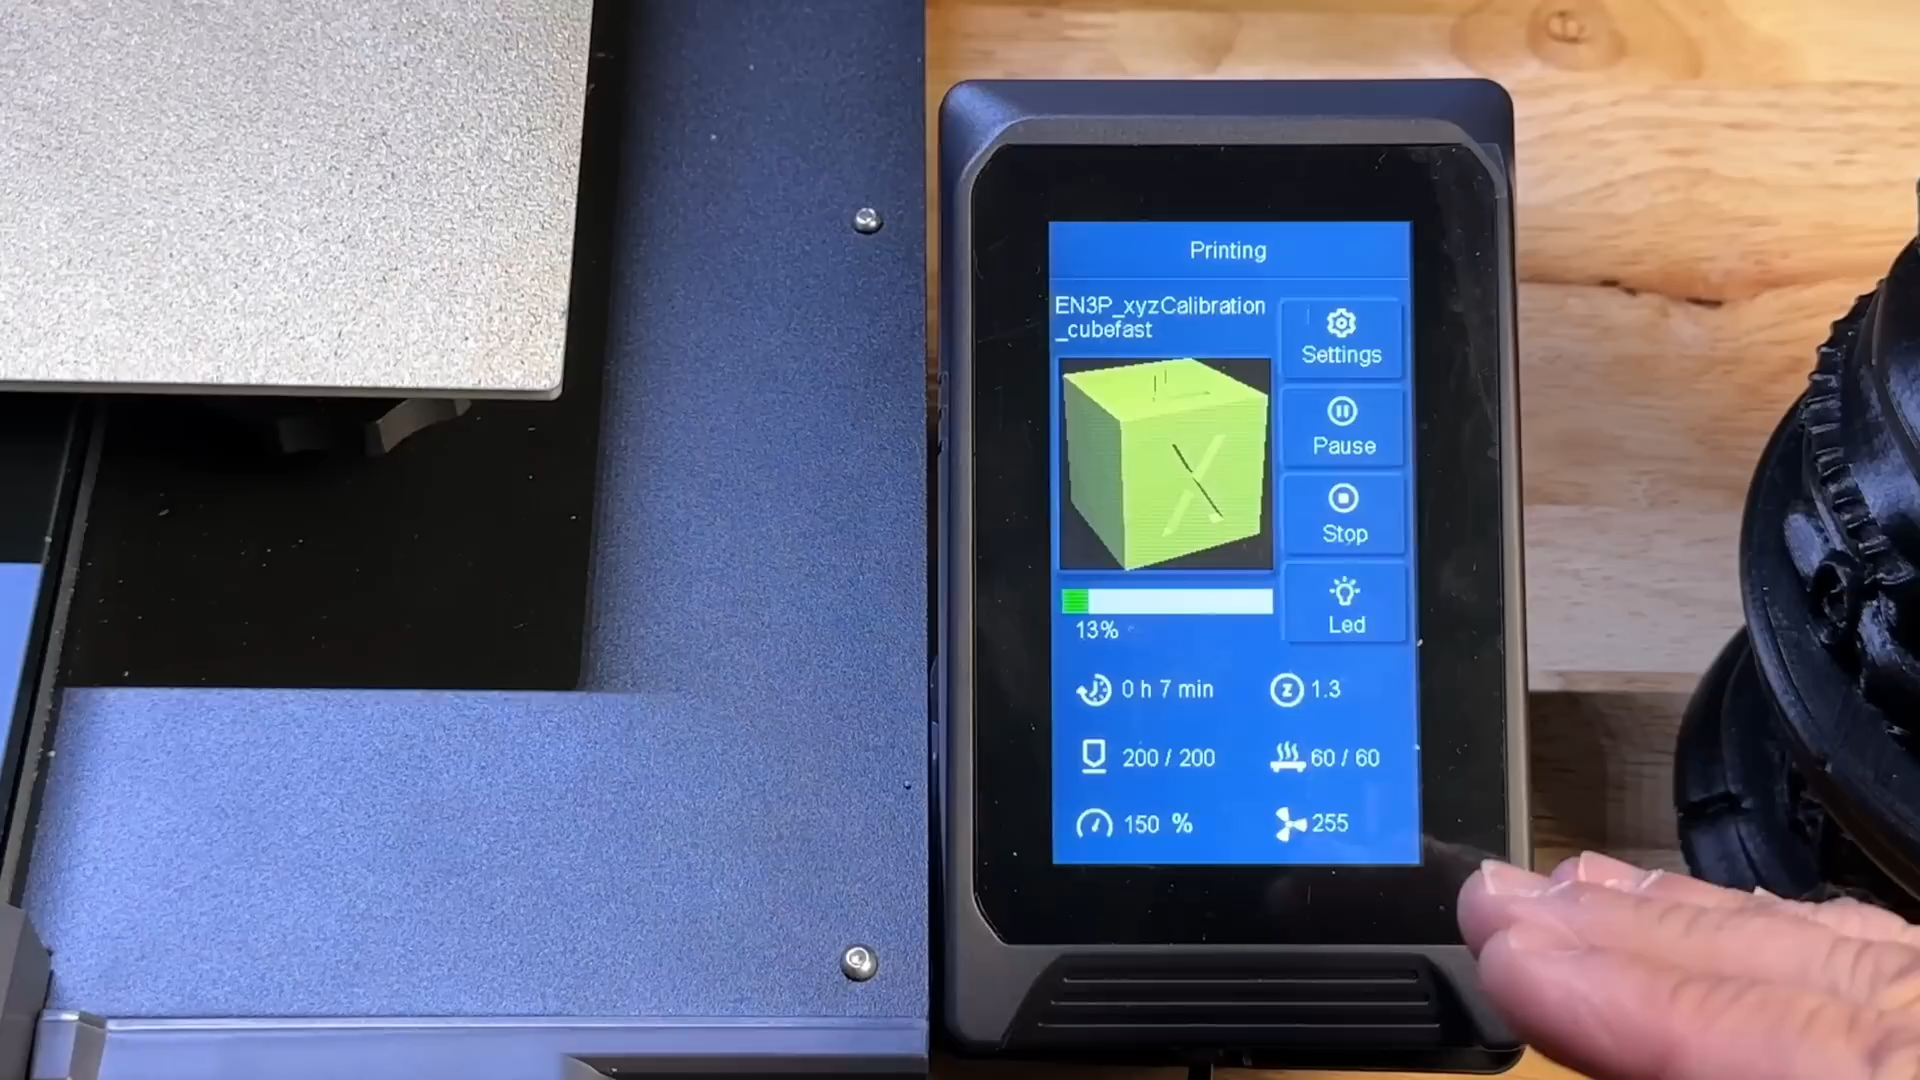 Printing
EN3P_xyzCalibration
_cubefast
Settings
X
Pause
Stop
Led
13%
0 h 7 min
Z 1.3
200 / 200
60 / 60
150 %
255